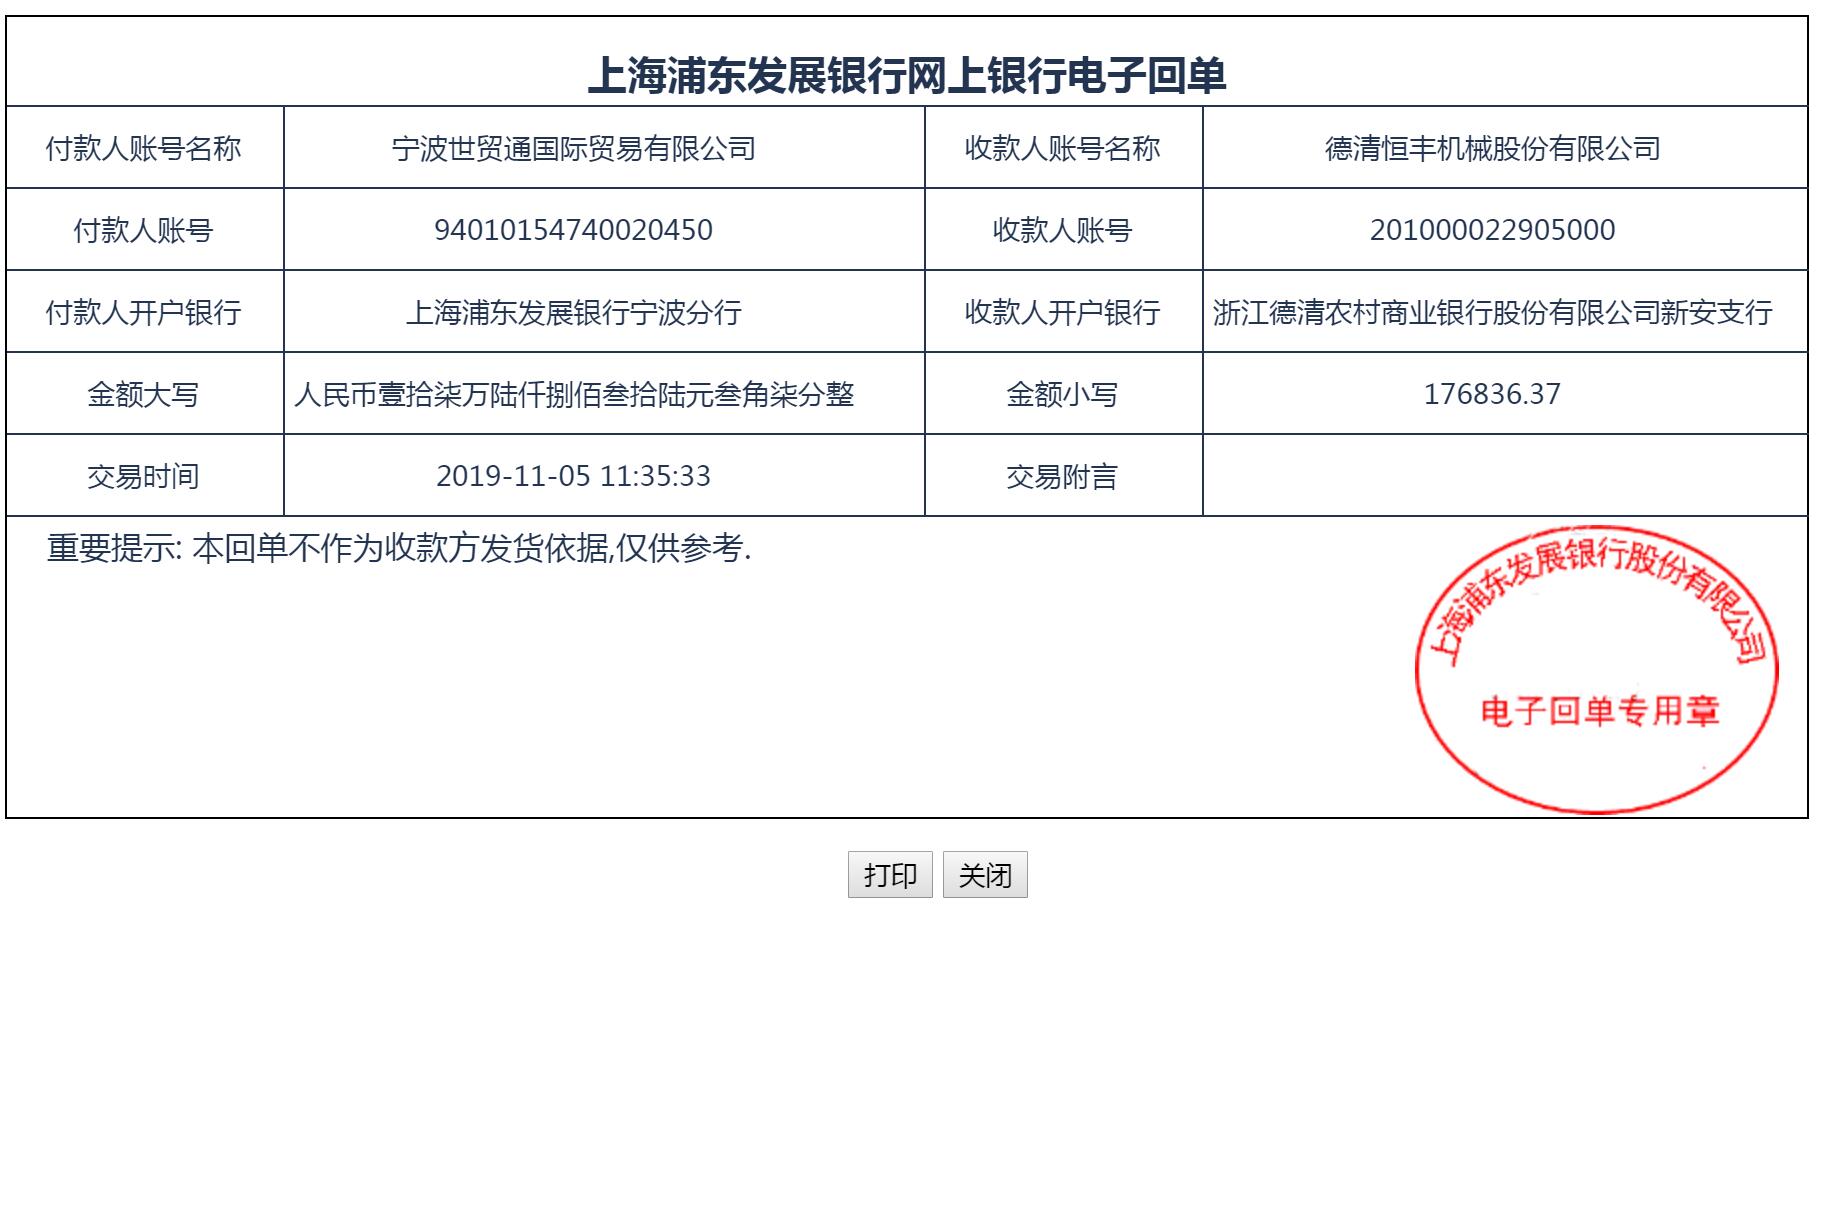 上海浦东发展银行网上银行电子回单
付款人账号名称 宁波世贸通国际贸易有限公司 收款人账号名称 德清恒丰机械股份有限公司
付款人账号 94010154740020450 收款人账号 201000022905000
付款人开户银行 上海浦东发展银行宁波分行 收款人开户银行 浙江德清农村商业银行股份有限公司新安支行
金额大写 人民币壹拾柒万陆仟捌佰叁拾陆元叁角柒分整 金额小写 176836.37
交易时间 2019-11-05 11:35:33 交易附言
重要提示: 本回单不作为收款方发货依据,仅供参考.
上海浦东发展银行股份有限公司
电子回单专用章
打印 关闭